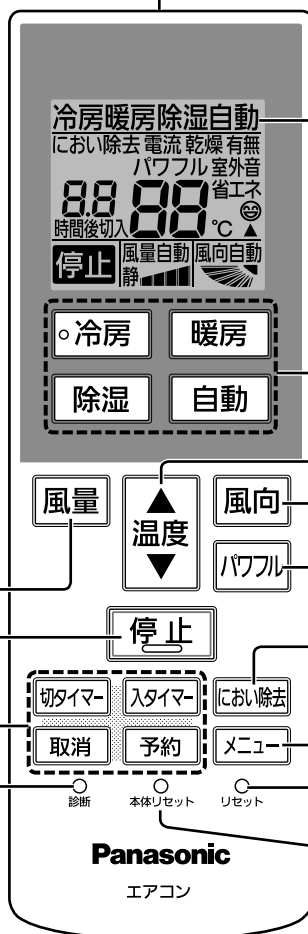 冷房暖房除湿自動
におい除去 電流 乾燥 有無
パワフル 室外音
8.8 88 省エネ
時間後切入 ℃
停止 風量自動 風向自動
静
冷房 暖房
除湿 自動
風量 温度 風向
パワフル
停止
切タイマー 入タイマー におい除去
取消 予約 メニュー
診断 本体リセット リセット
Panasonic
エアコン